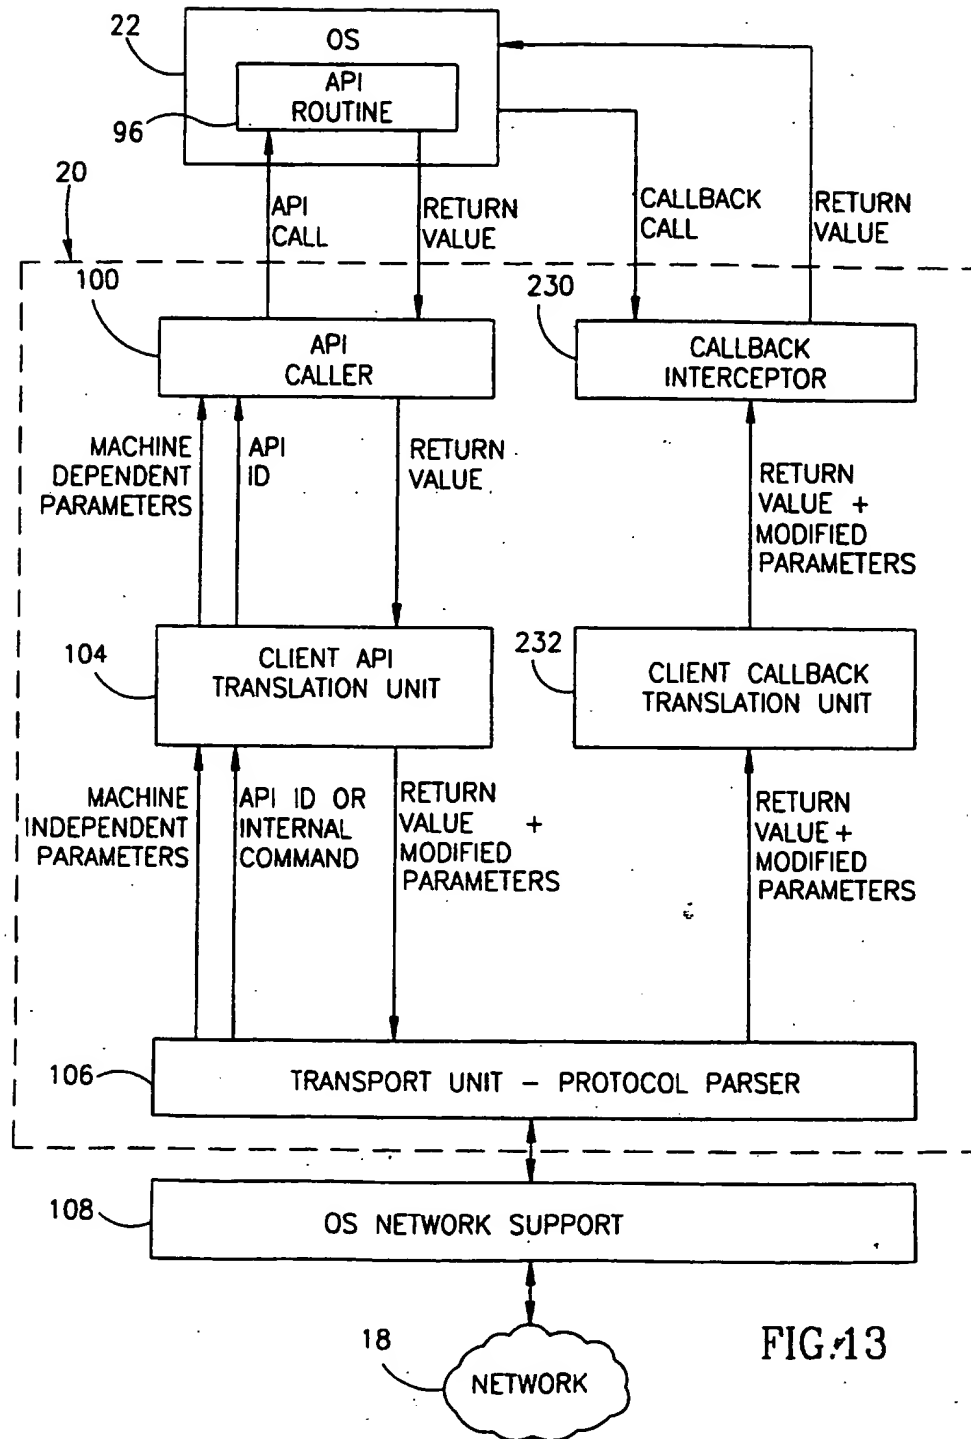 22
OS
API
ROUTINE
96
20
API
CALL
RETURN
VALUE
CALLBACK
CALL
RETURN
VALUE
100
API
CALLER
230
CALLBACK
INTERCEPTOR
MACHINE
DEPENDENT
PARAMETERS
API
ID
RETURN
VALUE
RETURN
VALUE +
MODIFIED
PARAMETERS
104
CLIENT API
TRANSLATION UNIT
232
CLIENT CALLBACK
TRANSLATION UNIT
MACHINE
INDEPENDENT
PARAMETERS
API ID OR
INTERNAL
COMMAND
RETURN
VALUE +
MODIFIED
PARAMETERS
RETURN
VALUE+
MODIFIED
PARAMETERS
106
TRANSPORT UNIT – PROTOCOL PARSER
108
OS NETWORK SUPPORT
18
NETWORK
FIG.13